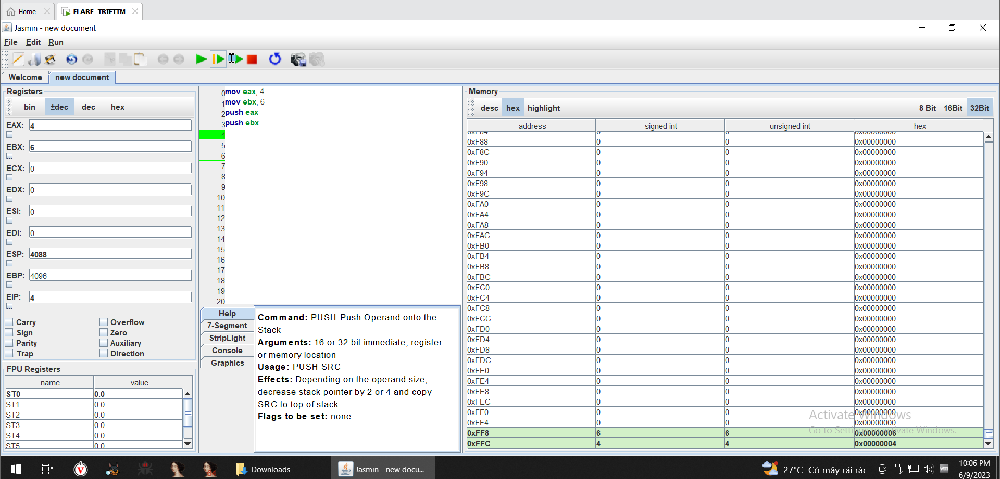 Home
FLARE_TRIETTM
Jasmin - new document
File Edit Run
Welcome new document
Registers
bin ±dec dec hex
EAX: 4
EBX: 6
ECX: 0
EDX: 0
ESI: 0
EDI: 0
ESP: 4088
EBP: 4096
EIP: 4
Carry Overflow
Sign Zero
Parity Auxiliary
Trap Direction
FPU Registers
name value
ST0 0.0
ST1 0.0
ST2 0.0
ST3 0.0
ST4 0.0
ST5 0.0
0 mov eax, 4
1 mov ebx, 6
2 push eax
3 push ebx
4
5
6
7
8
9
10
11
12
13
14
15
16
17
18
19
20
Help
7-Segment
StripLight
Console
Graphics
Command: PUSH-Push Operand onto the
Stack
Arguments: 16 or 32 bit immediate, register
or memory location
Usage: PUSH SRC
Effects: Depending on the operand size,
decrease stack pointer by 2 or 4 and copy
SRC to top of stack
Flags to be set: none
Memory
desc hex highlight 8 Bit 16Bit 32Bit
address signed int unsigned int hex
0xF84 0 0 0x00000000
0xF88 0 0 0x00000000
0xF8C 0 0 0x00000000
0xF90 0 0 0x00000000
0xF94 0 0 0x00000000
0xF98 0 0 0x00000000
0xF9C 0 0 0x00000000
0xFA0 0 0 0x00000000
0xFA4 0 0 0x00000000
0xFA8 0 0 0x00000000
0xFAC 0 0 0x00000000
0xFB0 0 0 0x00000000
0xFB4 0 0 0x00000000
0xFB8 0 0 0x00000000
0xFBC 0 0 0x00000000
0xFC0 0 0 0x00000000
0xFC4 0 0 0x00000000
0xFC8 0 0 0x00000000
0xFCC 0 0 0x00000000
0xFD0 0 0 0x00000000
0xFD4 0 0 0x00000000
0xFD8 0 0 0x00000000
0xFDC 0 0 0x00000000
0xFE0 0 0 0x00000000
0xFE4 0 0 0x00000000
0xFE8 0 0 0x00000000
0xFEC 0 0 0x00000000
0xFF0 0 0 0x00000000
0xFF4 0 0 0x00000000
0xFF8 6 6 0x00000006
0xFFC 4 4 0x00000004
Activate Windows
Go to Settings to activate Windows.
Downloads
Jasmin - new docu...
27°C Có mây rải rác
10:06 PM
6/9/2023